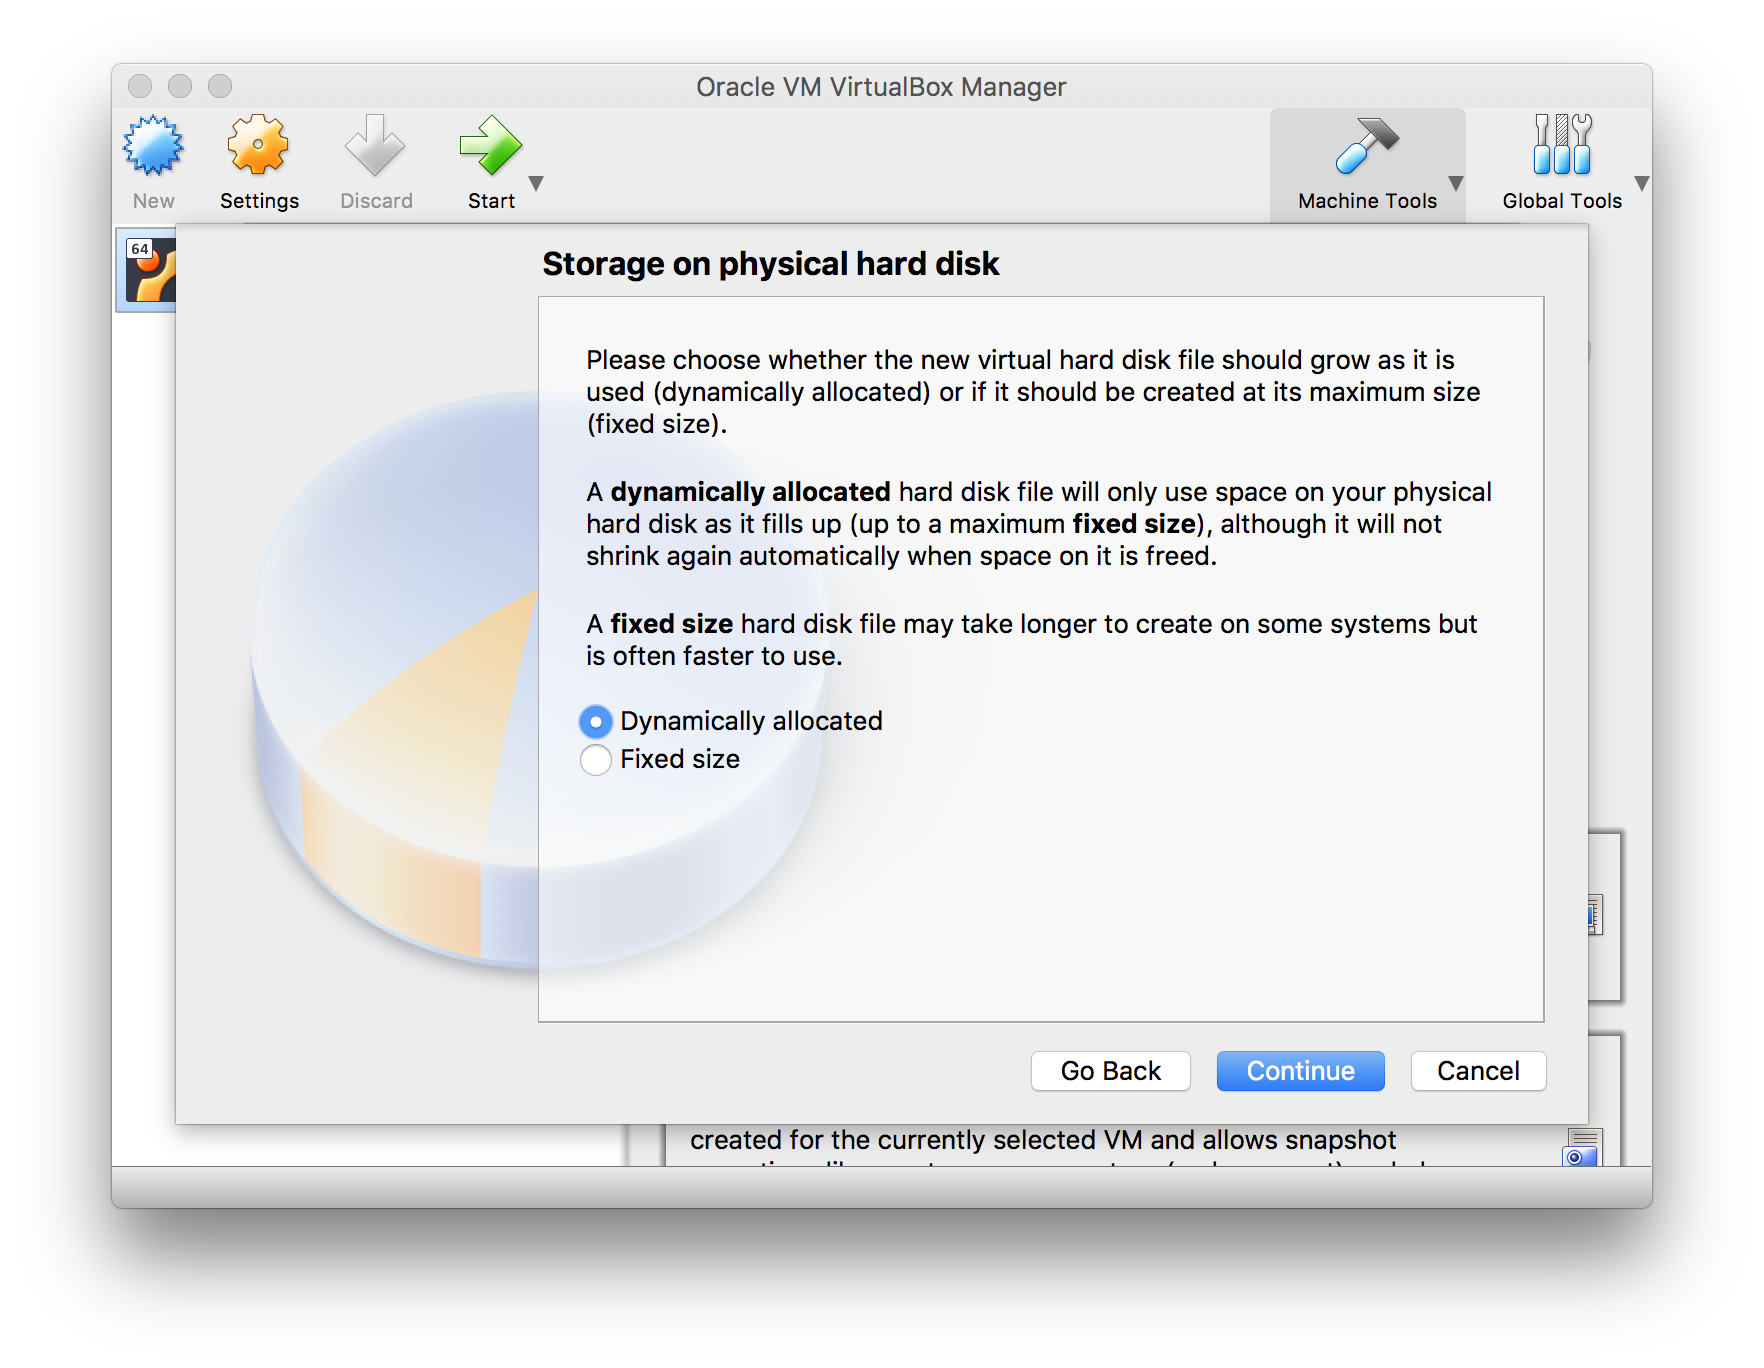 Oracle VM VirtualBox Manager
New
Settings
Discard
Start
Machine Tools
Global Tools
64
Storage on physical hard disk
Please choose whether the new virtual hard disk file should grow as it is
used (dynamically allocated) or if it should be created at its maximum size
(fixed size).
A dynamically allocated hard disk file will only use space on your physical
hard disk as it fills up (up to a maximum fixed size), although it will not
shrink again automatically when space on it is freed.
A fixed size hard disk file may take longer to create on some systems but
is often faster to use.
Dynamically allocated
Fixed size
Go Back
Continue
Cancel
created for the currently selected VM and allows snapshot